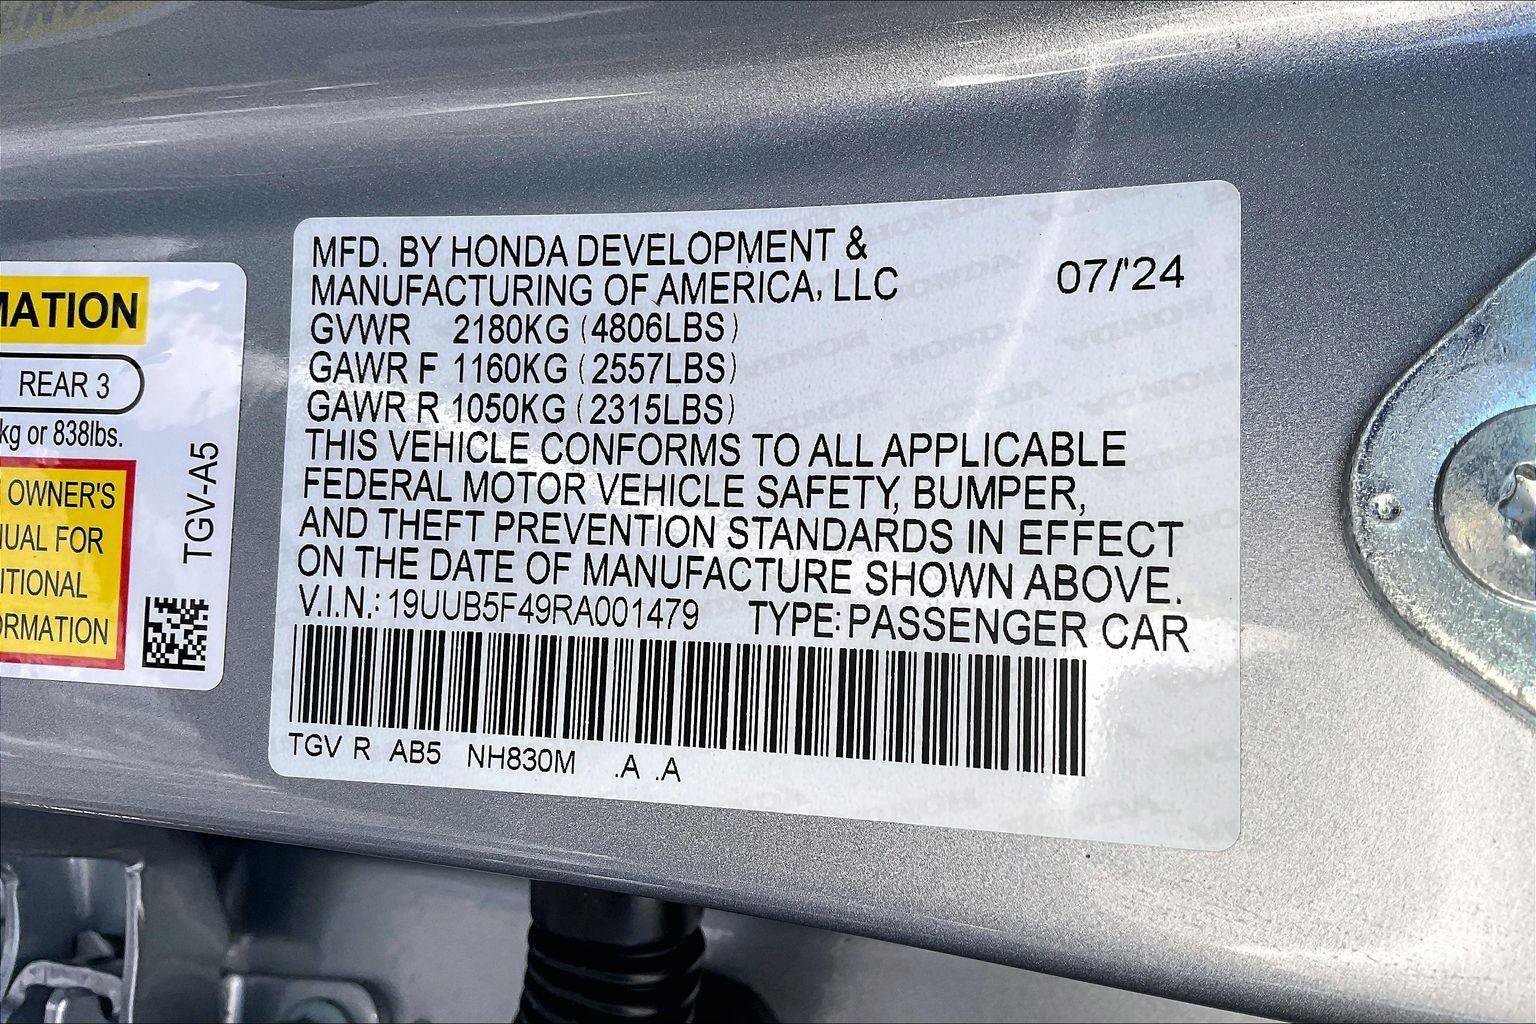 MATION
REAR 3
kg or 838lbs.
OWNER'S
UAL FOR
ITIONAL
ORMATION
TGV-A5
MFD. BY HONDA DEVELOPMENT &
MANUFACTURING OF AMERICA, LLC 07/'24
GVWR 2180KG (4806LBS)
GAWR F 1160KG (2557LBS)
GAWR R 1050KG (2315LBS)
THIS VEHICLE CONFORMS TO ALL APPLICABLE
FEDERAL MOTOR VEHICLE SAFETY, BUMPER,
AND THEFT PREVENTION STANDARDS IN EFFECT
ON THE DATE OF MANUFACTURE SHOWN ABOVE.
V.I.N.: 19UUB5F49RA001479 TYPE: PASSENGER CAR
TGV R AB5 NH830M .A .A